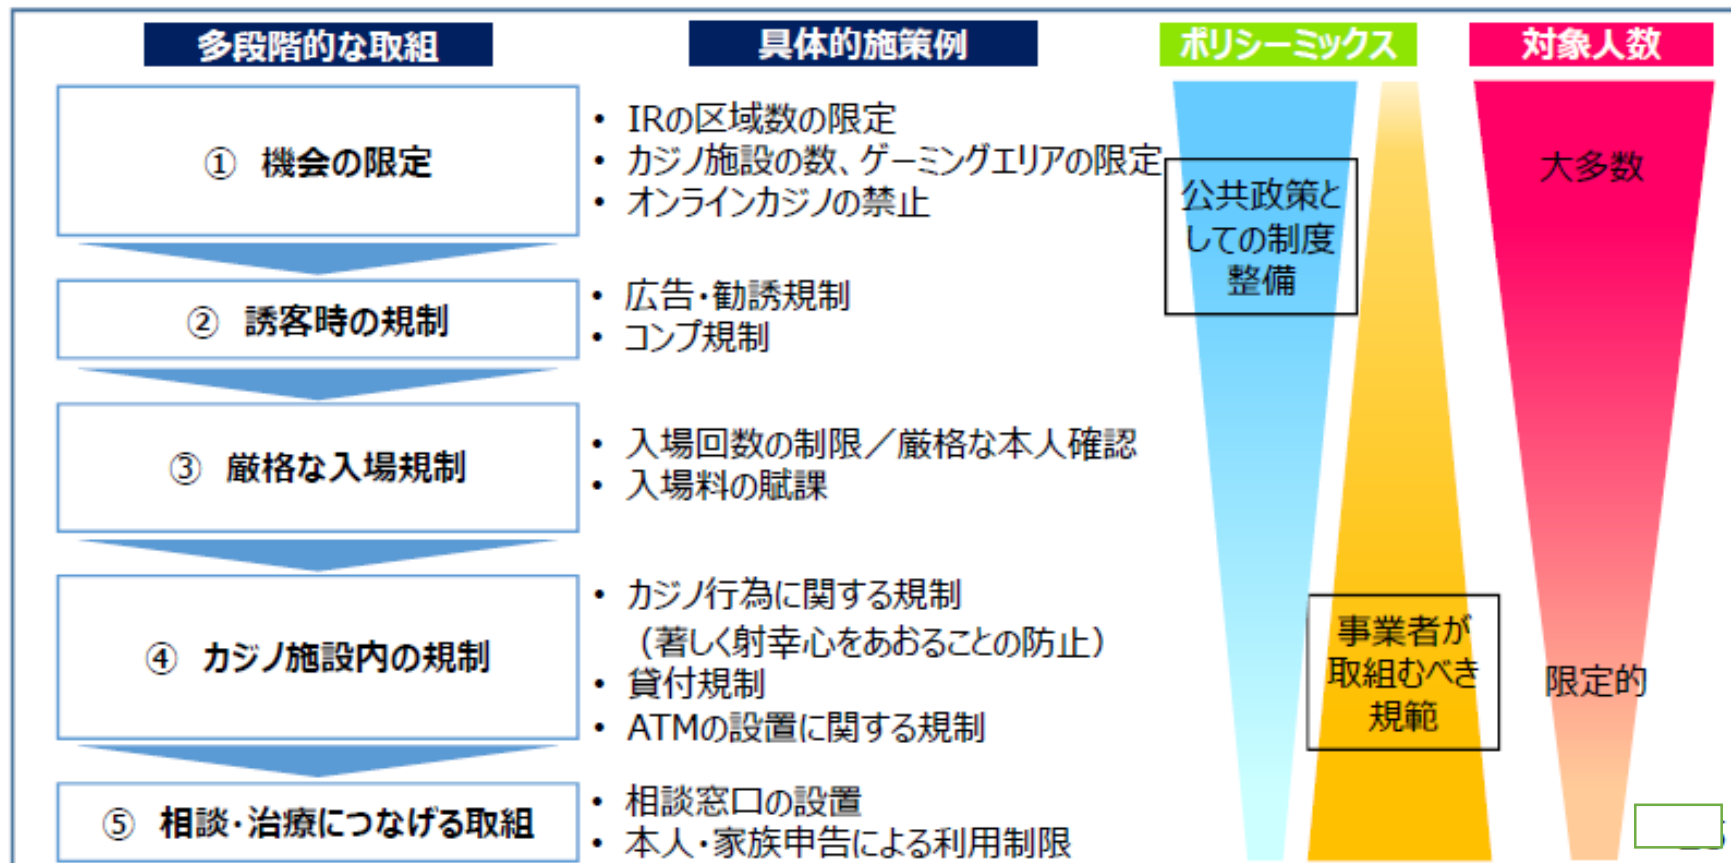 多段階的な取組
具体的施策例
ポリシーミックス
対象人数
① 機会の限定
• IRの区域数の限定
• カジノ施設の数、ゲーミングエリアの限定
• オンラインカジノの禁止
② 誘客時の規制
• 広告・勧誘規制
• コンプ規制
③ 厳格な入場規制
• 入場回数の制限／厳格な本人確認
• 入場料の賦課
④ カジノ施設内の規制
• カジノ行為に関する規制
（著しく射幸心をあおることの防止）
• 貸付規制
• ATMの設置に関する規制
⑤ 相談・治療につなげる取組
• 相談窓口の設置
• 本人・家族申告による利用制限
公共政策と
しての制度
整備
事業者が
取組むべき
規範
大多数
限定的